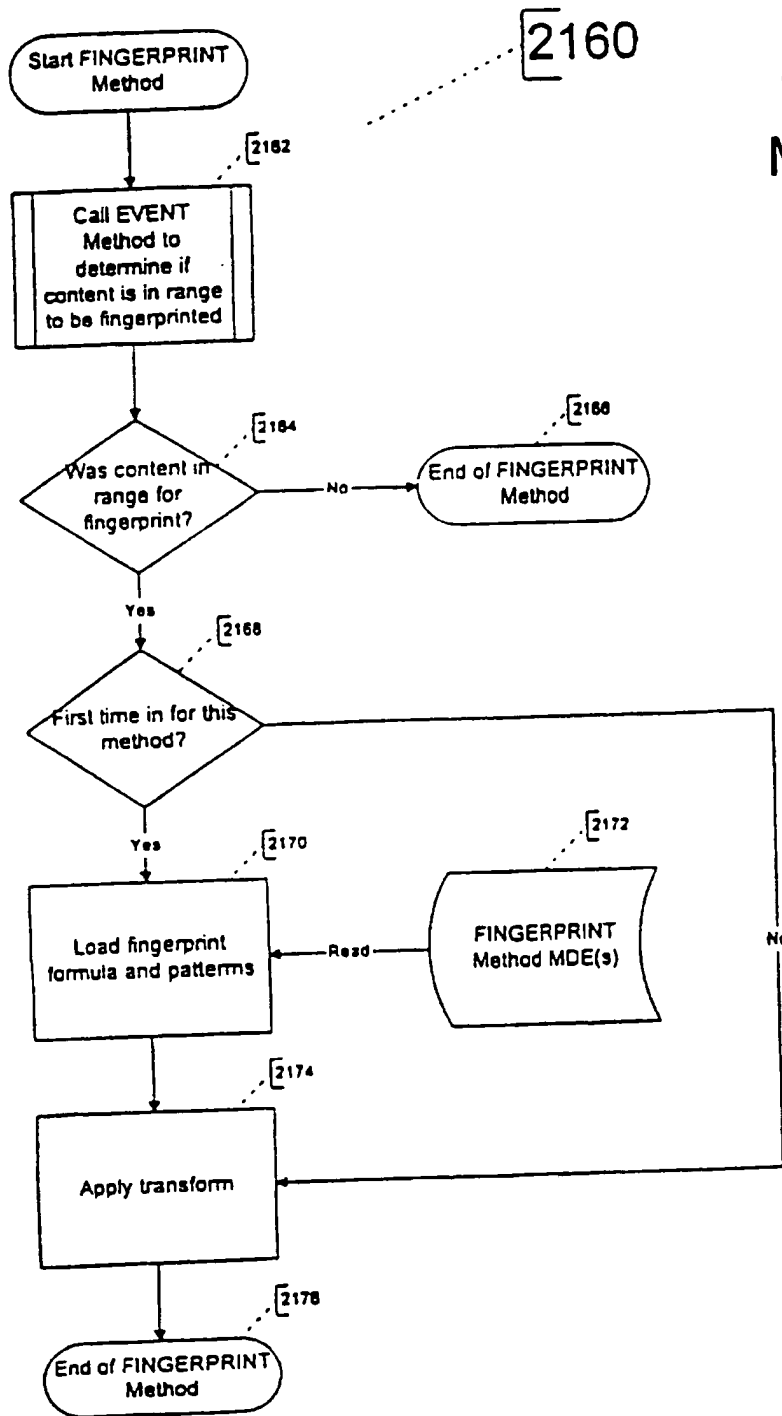 2160
Start FINGERPRINT
Method
2162
Call EVENT
Method to
determine if
content is in range
to be fingerprinted
2164
Was content in
range for
fingerprint?
No
2166
End of FINGERPRINT
Method
Yes
2168
First time in for this
method?
Yes
2170
Load fingerprint
formula and patterms
Read
2172
FINGERPRINT
Method MDE(s)
No
2174
Apply transform
2176
End of FINGERPRINT
Method